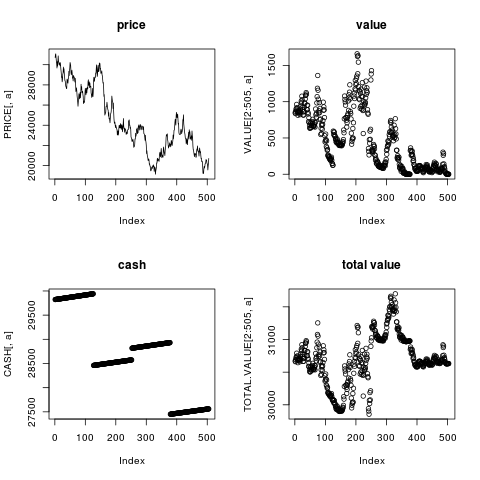 price
PRICE[, a]
20000 24000 28000
0 100 200 300 400 500
Index
value
VALUE[2:505, a]
0 500 1000 1500
0 100 200 300 400 500
Index
cash
CASH[, a]
27500 28500 29500
0 100 200 300 400 500
Index
total value
TOTAL.VALUE[2:505, a]
30000 31000
0 100 200 300 400 500
Index